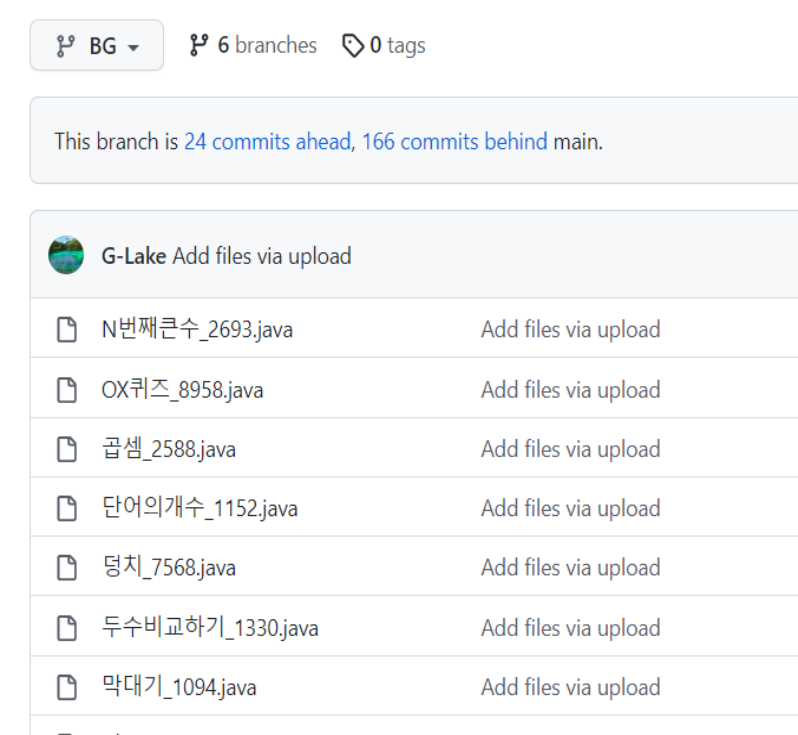 BG 6 branches 0 tags
This branch is 24 commits ahead, 166 commits behind main.
G-Lake Add files via upload
N번째큰수_2693.java Add files via upload
OX퀴즈_8958.java Add files via upload
곱셈_2588.java Add files via upload
단어의개수_1152.java Add files via upload
덩치_7568.java Add files via upload
두수비교하기_1330.java Add files via upload
막대기_1094.java Add files via upload